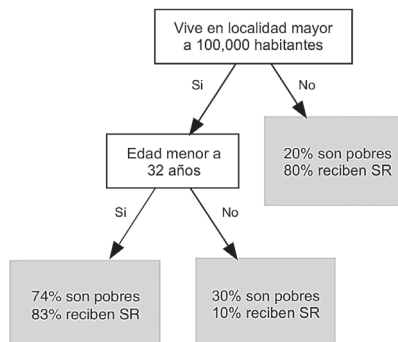 Vive en localidad mayor
a 100,000 habitantes
Si
No
Edad menor a
32 años
20% son pobres
80% reciben SR
Si
No
74% son pobres
83% reciben SR
30% son pobres
10% reciben SR